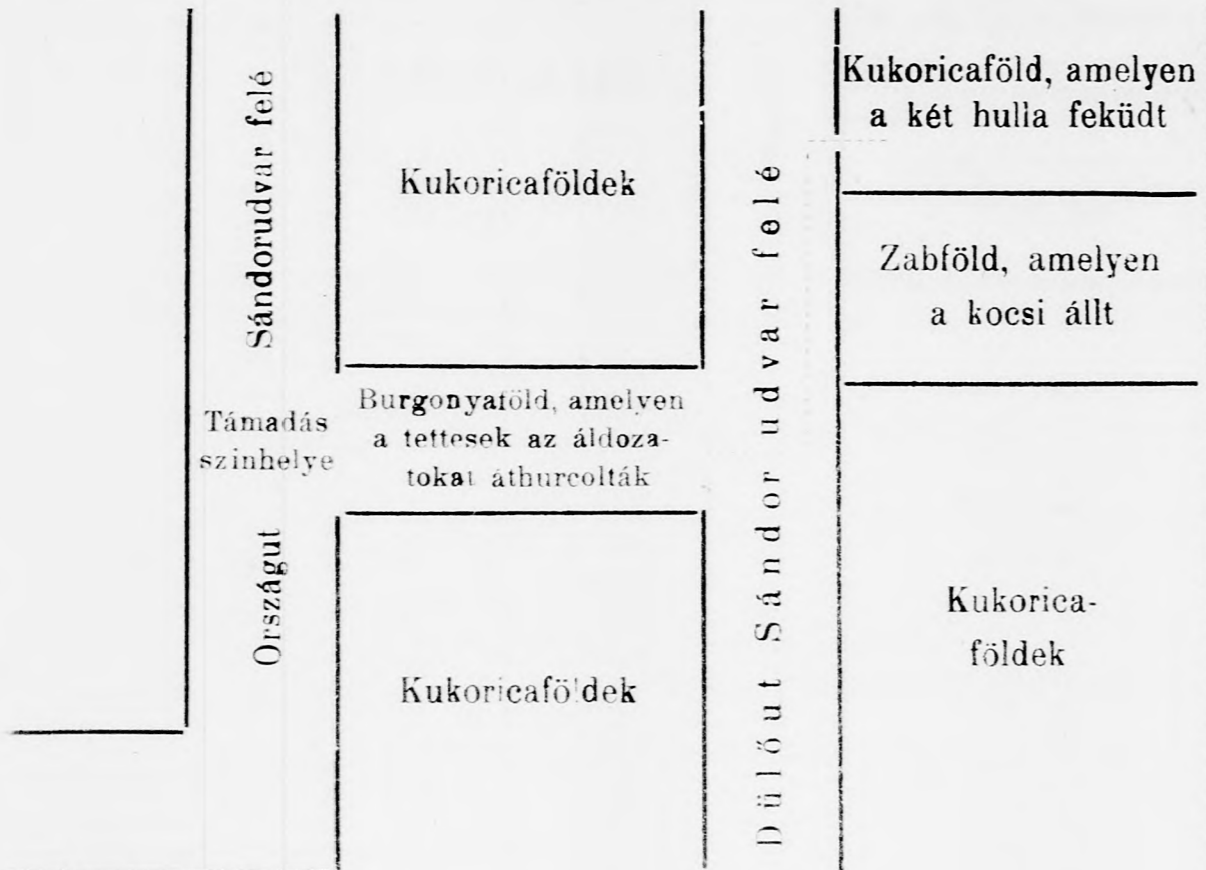 Sándorudvar felé
Kukoricaföldek
Kukoricaföld, amelyen
a két hulla feküdt
Zabföld, amelyen
a kocsi állt
Támadás
szinhelye
Burgonyaföld, amelyen
a tettesek az áldoza-
tokat áthurcolták
Országut
Kukoricaföldek
Dülőut Sándor udvar felé
Kukorica-
földek